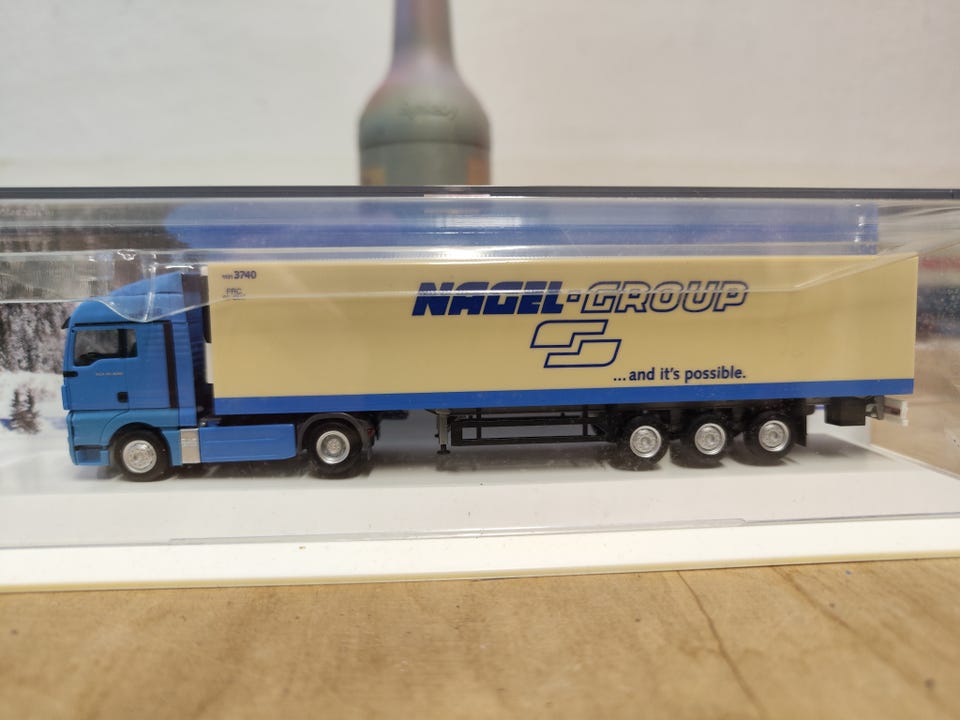 3740
FRC
NAGEL-GROUP
...and it's possible.